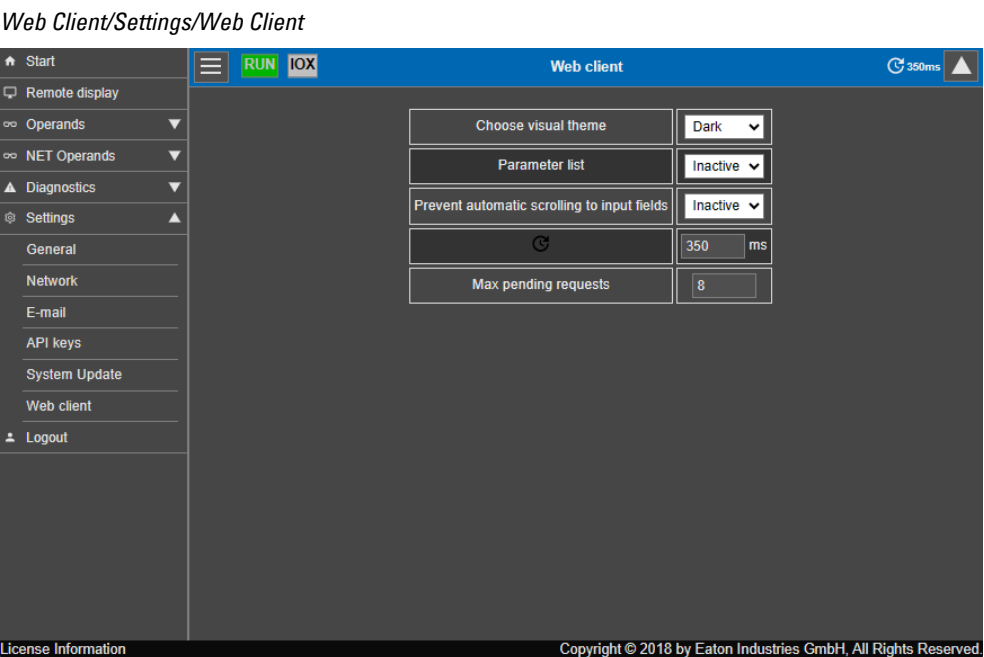 Web Client/Settings/Web Client
Start
Remote display
Operands
NET Operands
Diagnostics
Settings
General
Network
E-mail
API keys
System Update
Web client
Logout
RUN IOX Web client 350ms
Choose visual theme Dark
Parameter list Inactive
Prevent automatic scrolling to input fields Inactive
350 ms
Max pending requests 8
License Information Copyright © 2018 by Eaton Industries GmbH, All Rights Reserved.